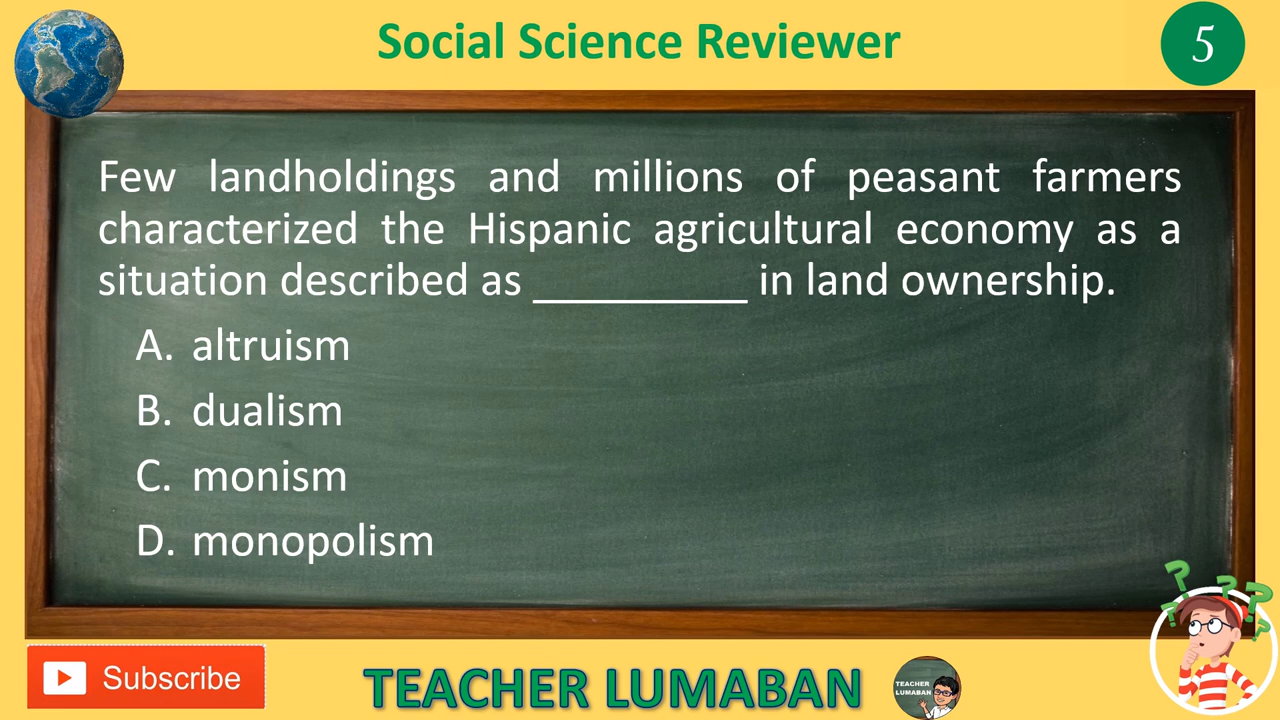 Social Science Reviewer
5
Few landholdings and millions of peasant farmers
characterized the Hispanic agricultural economy as a
situation described as _________ in land ownership.
A. altruism
B. dualism
C. monism
D. monopolism
Subscribe
TEACHER LUMABAN
TEACHER
LUMABAN